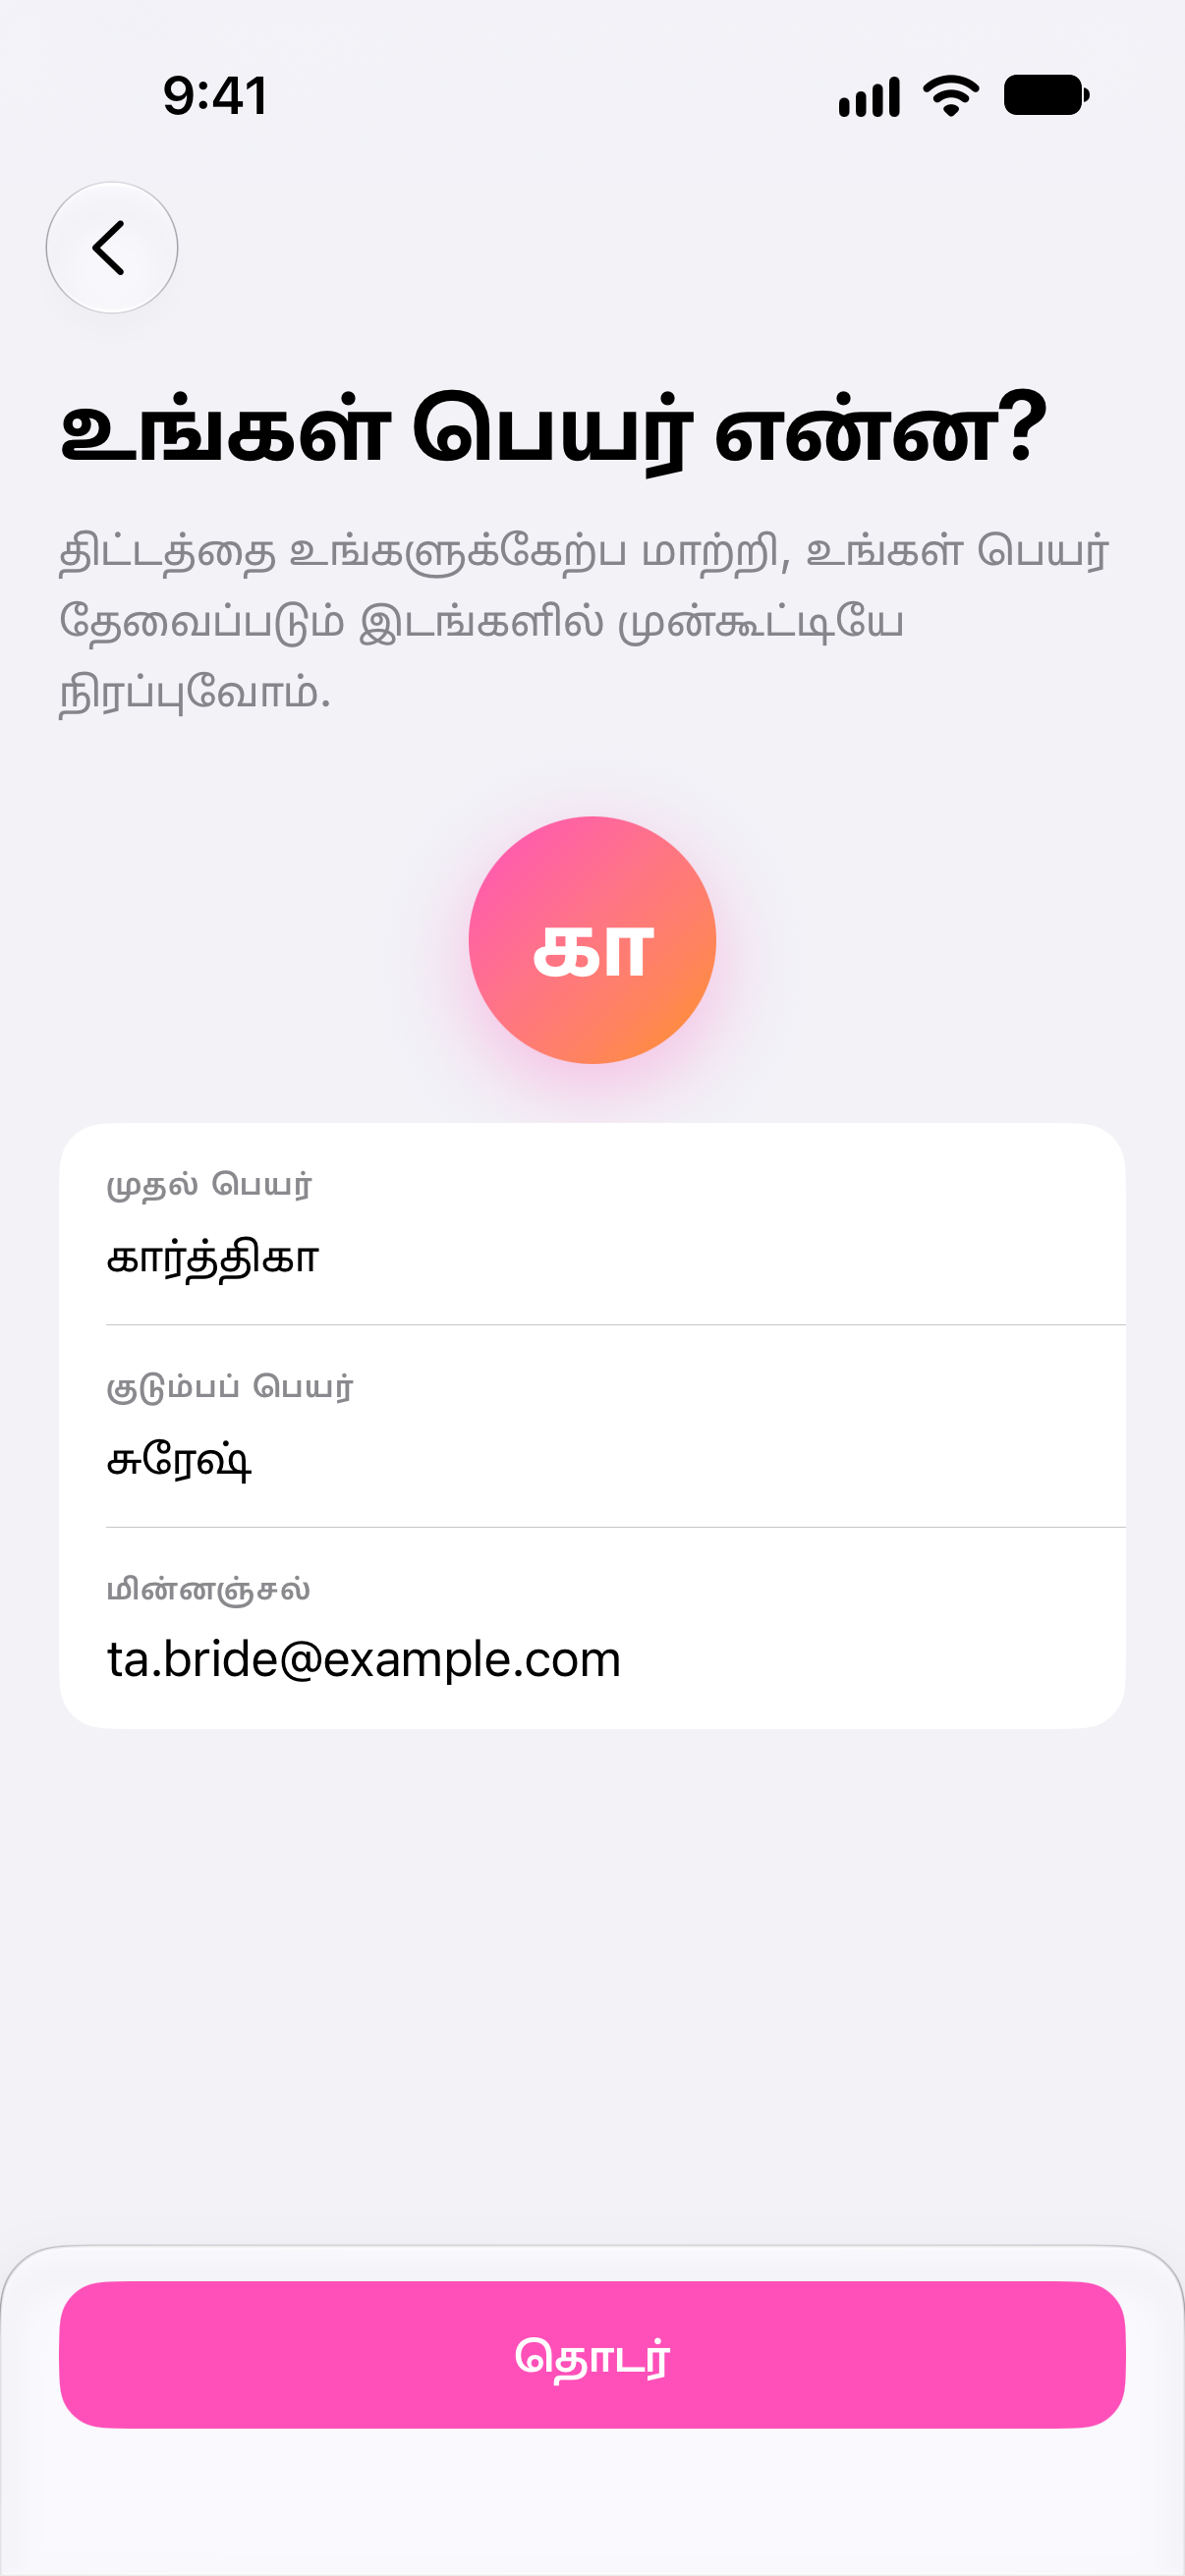 9:41
உங்கள் பெயர் என்ன?
திட்டத்தை உங்களுக்கேற்ப மாற்றி, உங்கள் பெயர்
தேவைப்படும் இடங்களில் முன்கூட்டியே
நிரப்புவோம்.
கா
முதல் பெயர்
கார்த்திகா
குடும்பப் பெயர்
சுரேஷ்
மின்னஞ்சல்
ta.bride@example.com
தொடர்